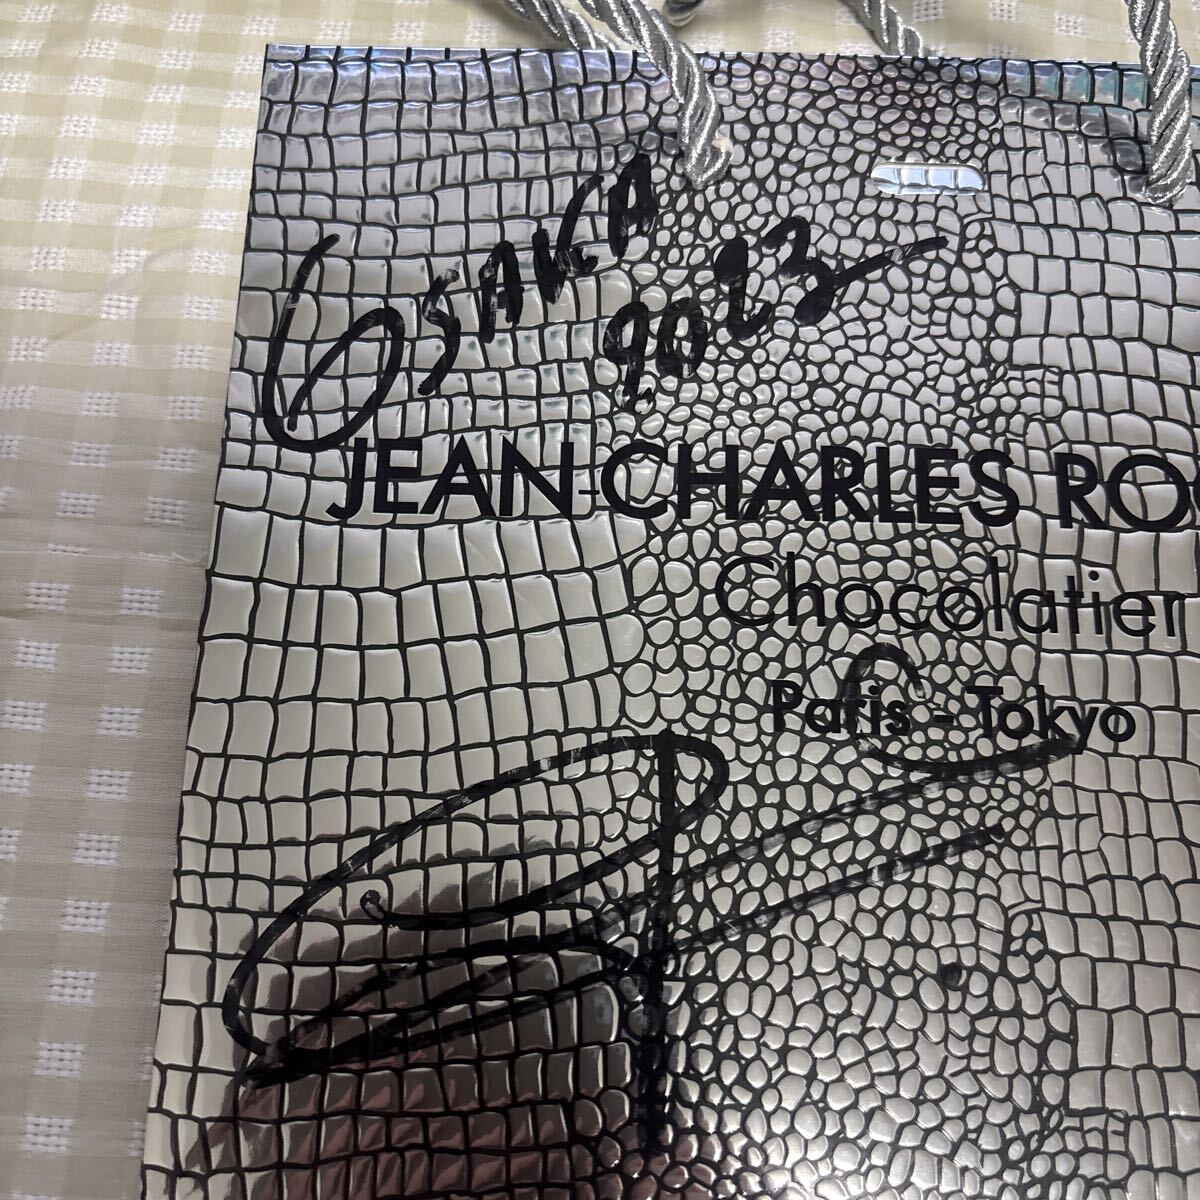 OSAKA
2023
JEAN-CHARLES RO
Chocolatier
Paris - Tokyo